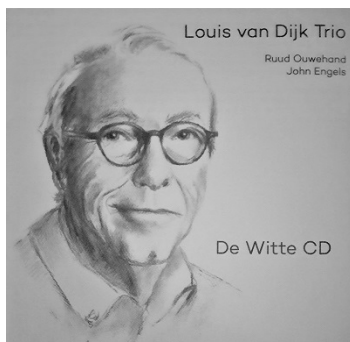 Louis van Dijk Trio
Ruud Ouwehand
John Engels
De Witte CD